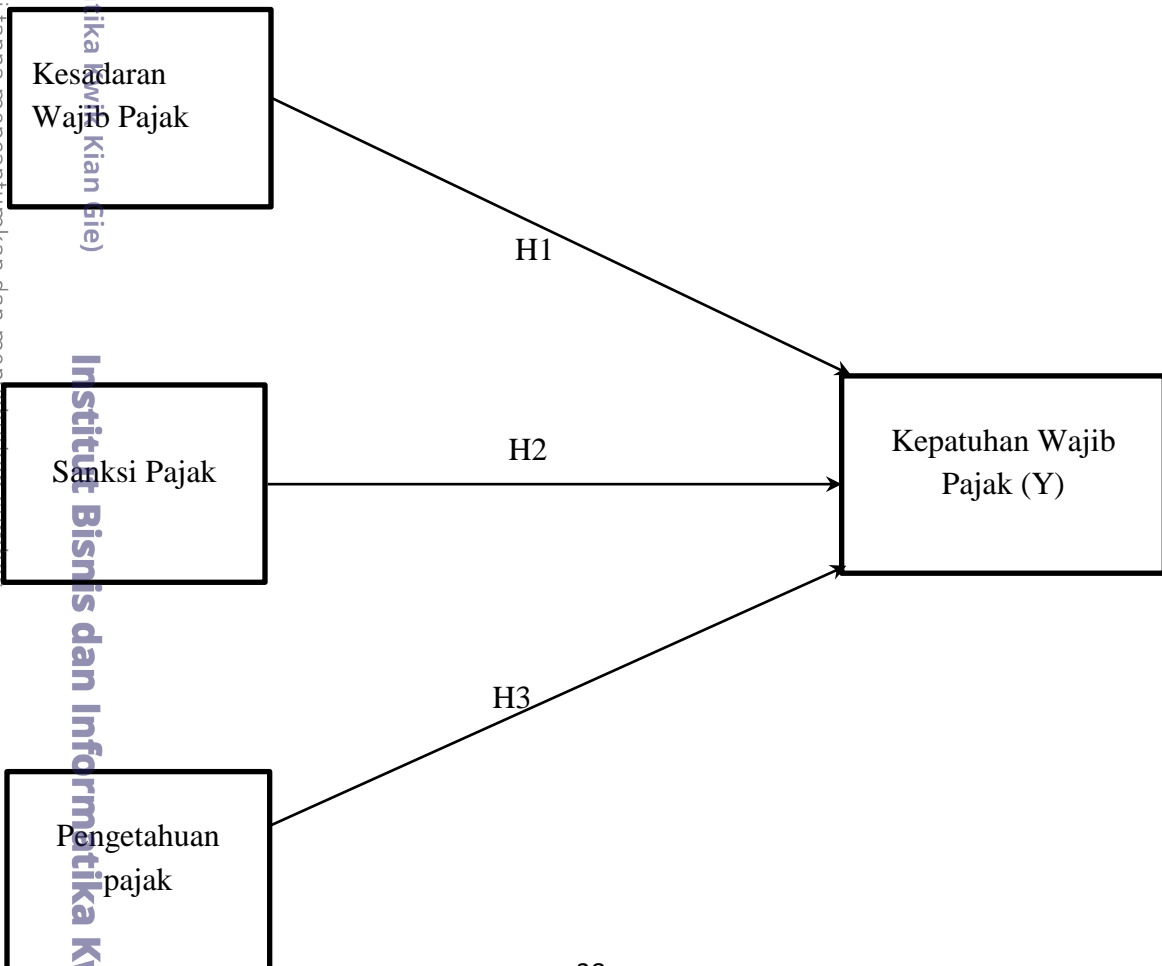 Kesadaran
Wajib Pajak
H1
Sanksi Pajak
H2
Kepatuhan Wajib
Pajak (Y)
H3
Pengetahuan
pajak
tika Kwik Kian Gie)
Institut Bisnis dan Informatika